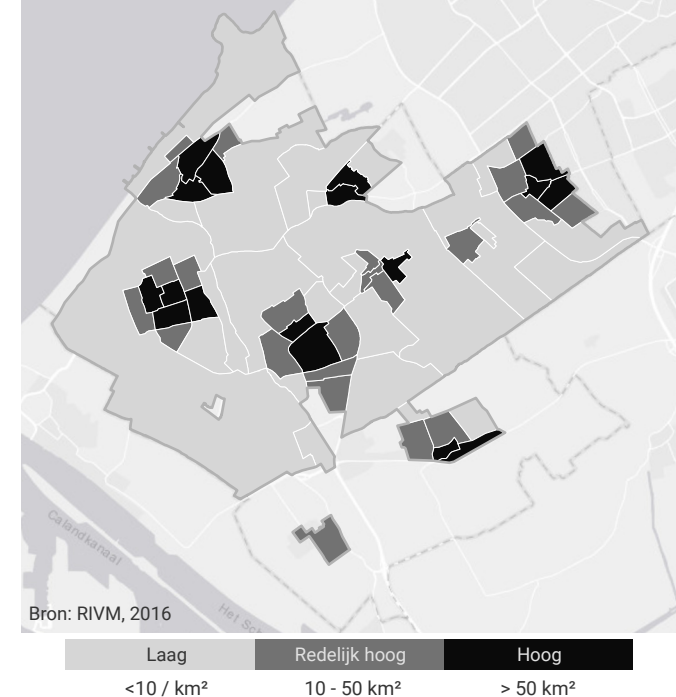 Calandkanaal
Het Sch
Bron: RIVM, 2016
Laag Redelijk hoog Hoog
<10 / km² 10 - 50 km² > 50 km²